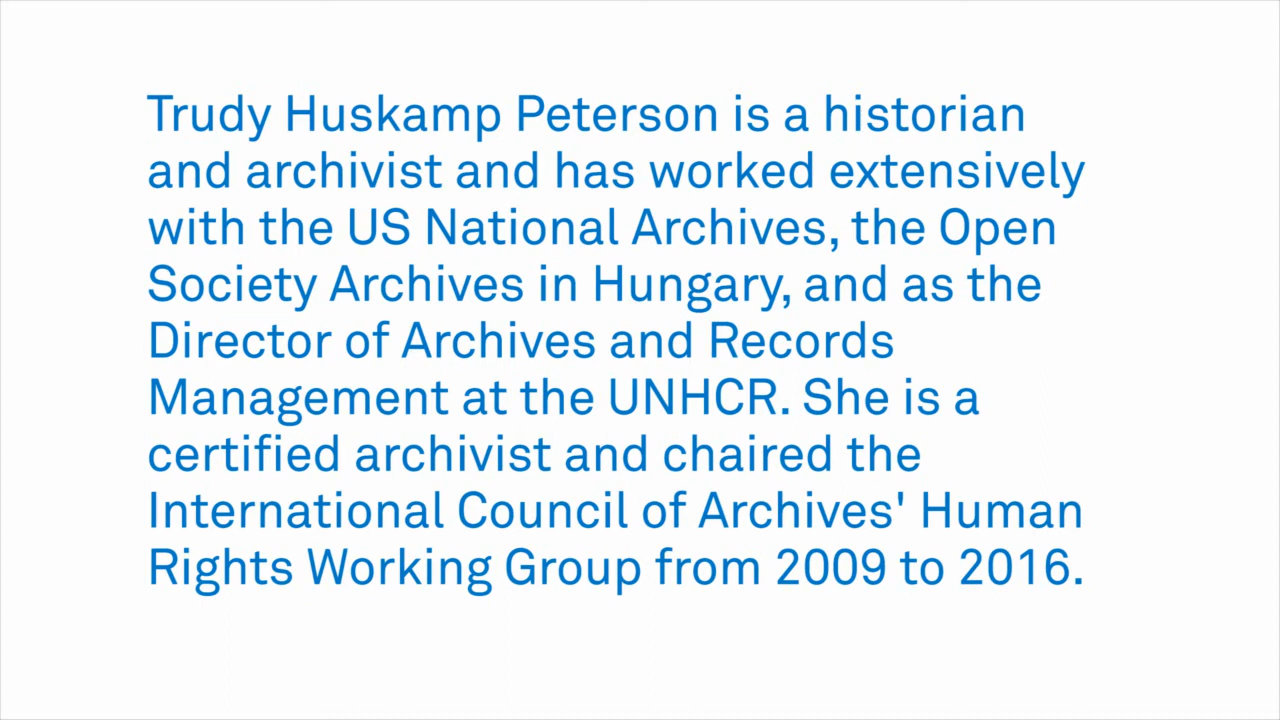 Trudy Huskamp Peterson is a historian
and archivist and has worked extensively
with the US National Archives, the Open
Society Archives in Hungary, and as the
Director of Archives and Records
Management at the UNHCR. She is a
certified archivist and chaired the
International Council of Archives' Human
Rights Working Group from 2009 to 2016.